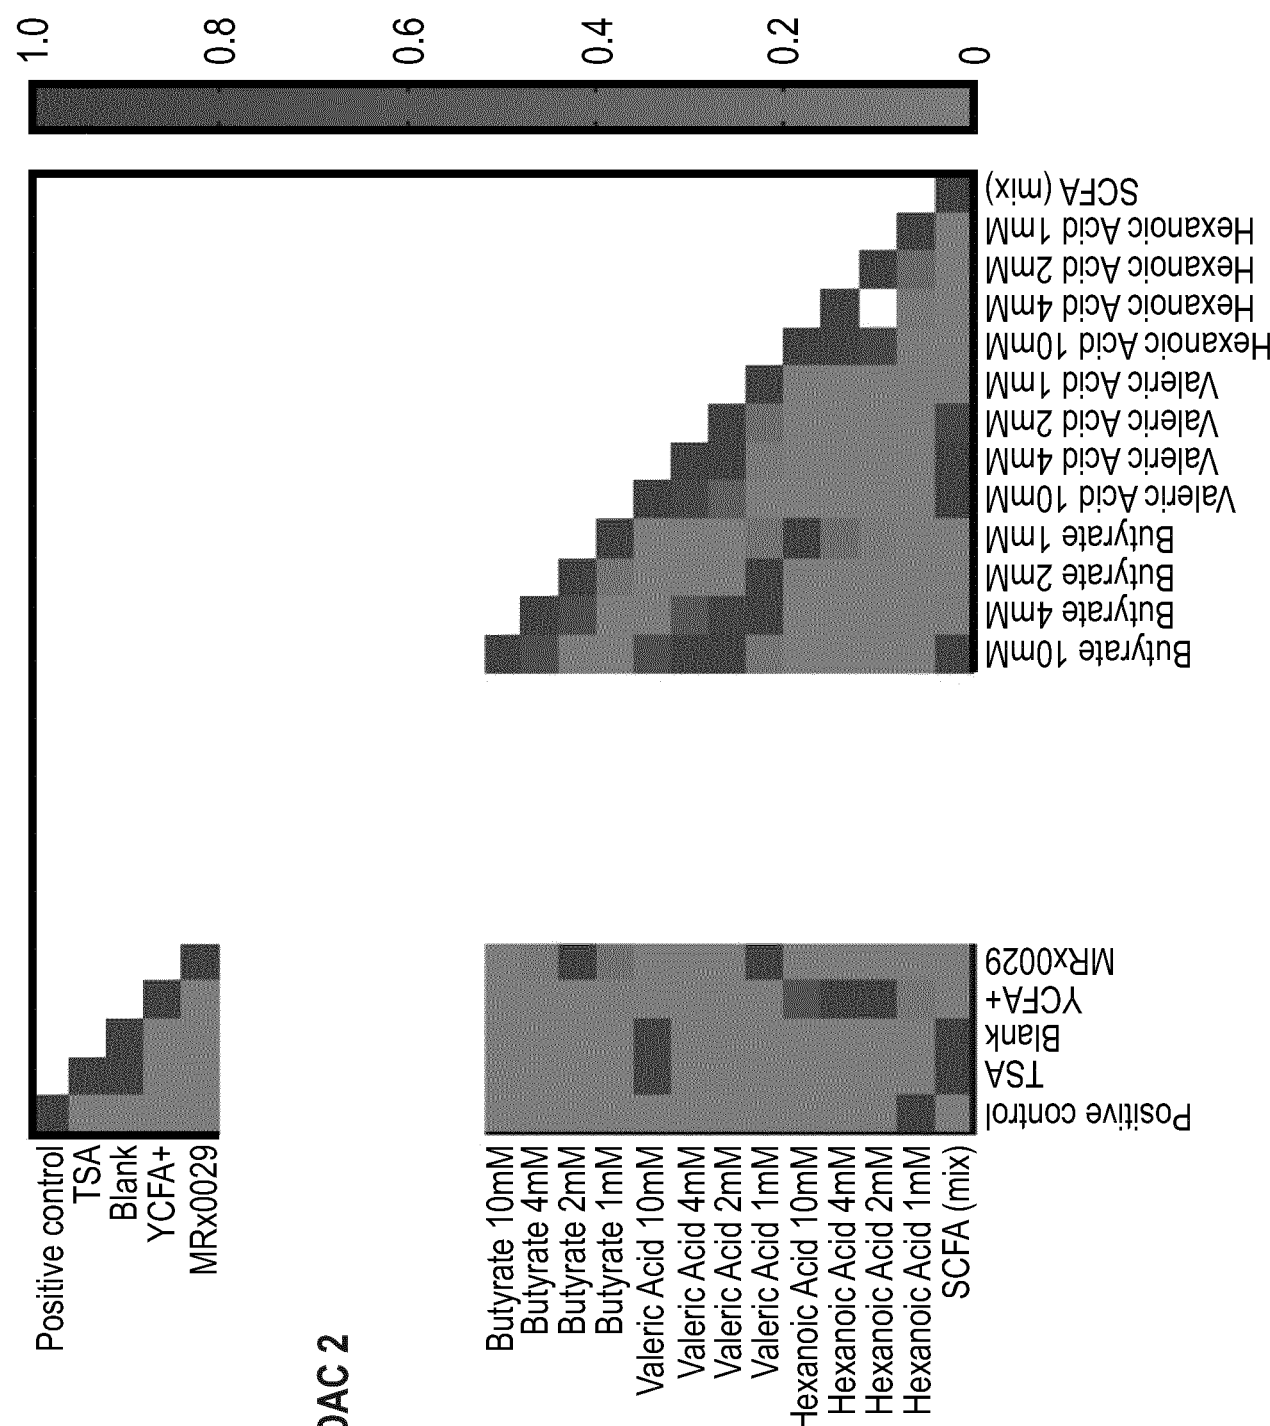 1.0
0.8
0.6
0.4
0.2
0
Positive control
TSA
Blank
YCFA+
MRx0029
DAC 2
Butyrate 10mM
Butyrate 4mM
Butyrate 2mM
Butyrate 1mM
Valeric Acid 10mM
Valeric Acid 4mM
Valeric Acid 2mM
Valeric Acid 1mM
Hexanoic Acid 10mM
Hexanoic Acid 4mM
Hexanoic Acid 2mM
Hexanoic Acid 1mM
SCFA (mix)
Positive control
TSA
Blank
YCFA+
MRx0029
Butyrate 10mM
Butyrate 4mM
Butyrate 2mM
Butyrate 1mM
Valeric Acid 10mM
Valeric Acid 4mM
Valeric Acid 2mM
Valeric Acid 1mM
Hexanoic Acid 10mM
Hexanoic Acid 4mM
Hexanoic Acid 2mM
Hexanoic Acid 1mM
SCFA (mix)